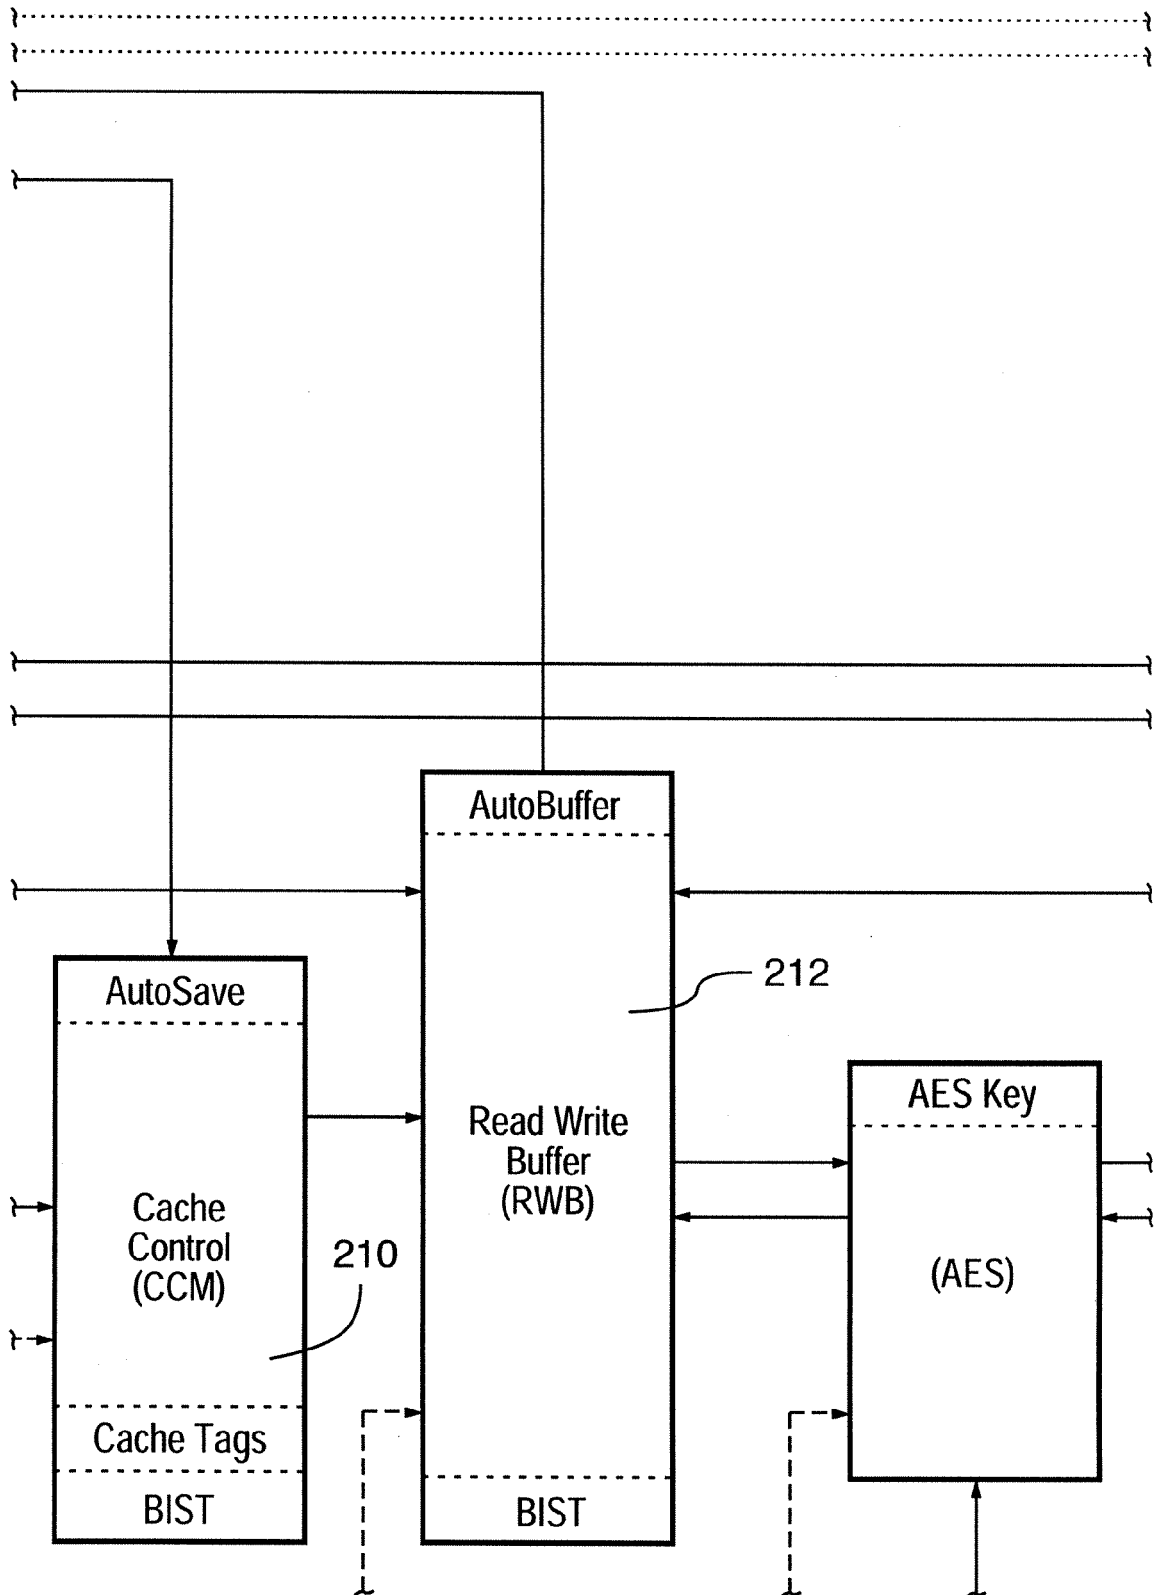 AutoBuffer
212
Read Write
Buffer
(RWB)
BIST
AutoSave
Cache
Control
(CCM)
210
Cache Tags
BIST
AES Key
(AES)